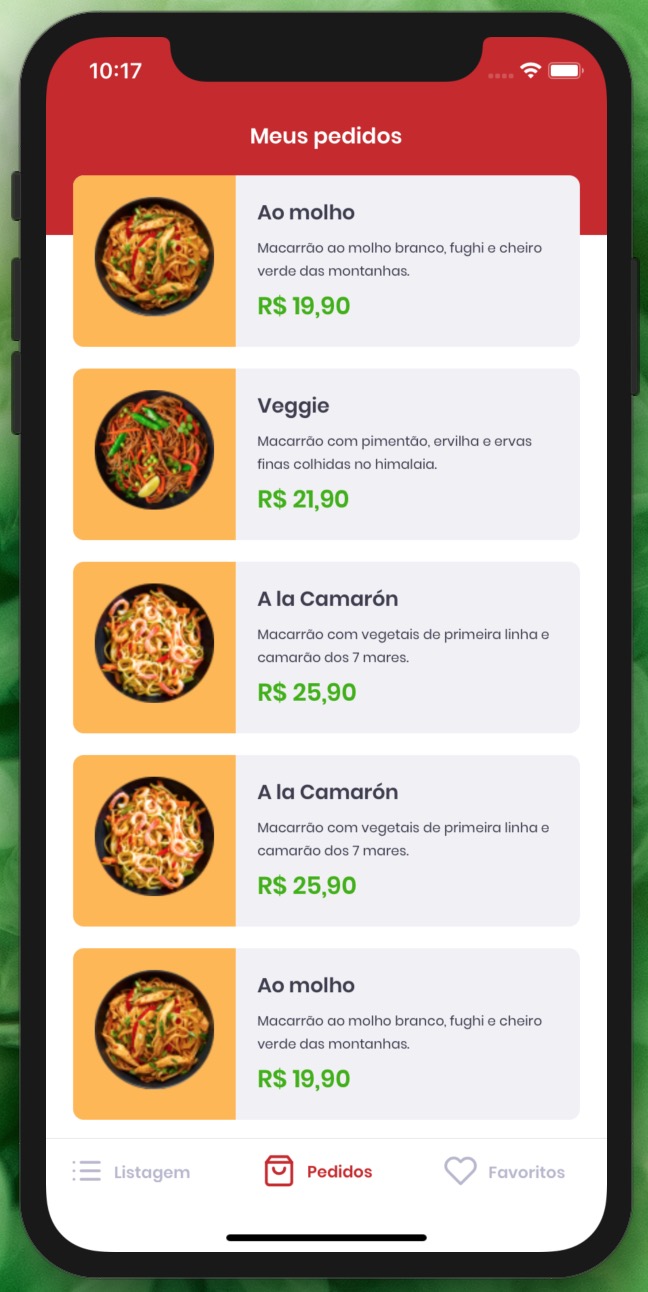 10:17
Meus pedidos
Ao molho
Macarrão ao molho branco, fughi e cheiro
verde das montanhas.
R$ 19,90
Veggie
Macarrão com pimentão, ervilha e ervas
finas colhidas no himalaia.
R$ 21,90
A la Camarón
Macarrão com vegetais de primeira linha e
camarão dos 7 mares.
R$ 25,90
A la Camarón
Macarrão com vegetais de primeira linha e
camarão dos 7 mares.
R$ 25,90
Ao molho
Macarrão ao molho branco, fughi e cheiro
verde das montanhas.
R$ 19,90
Listagem
Pedidos
Favoritos